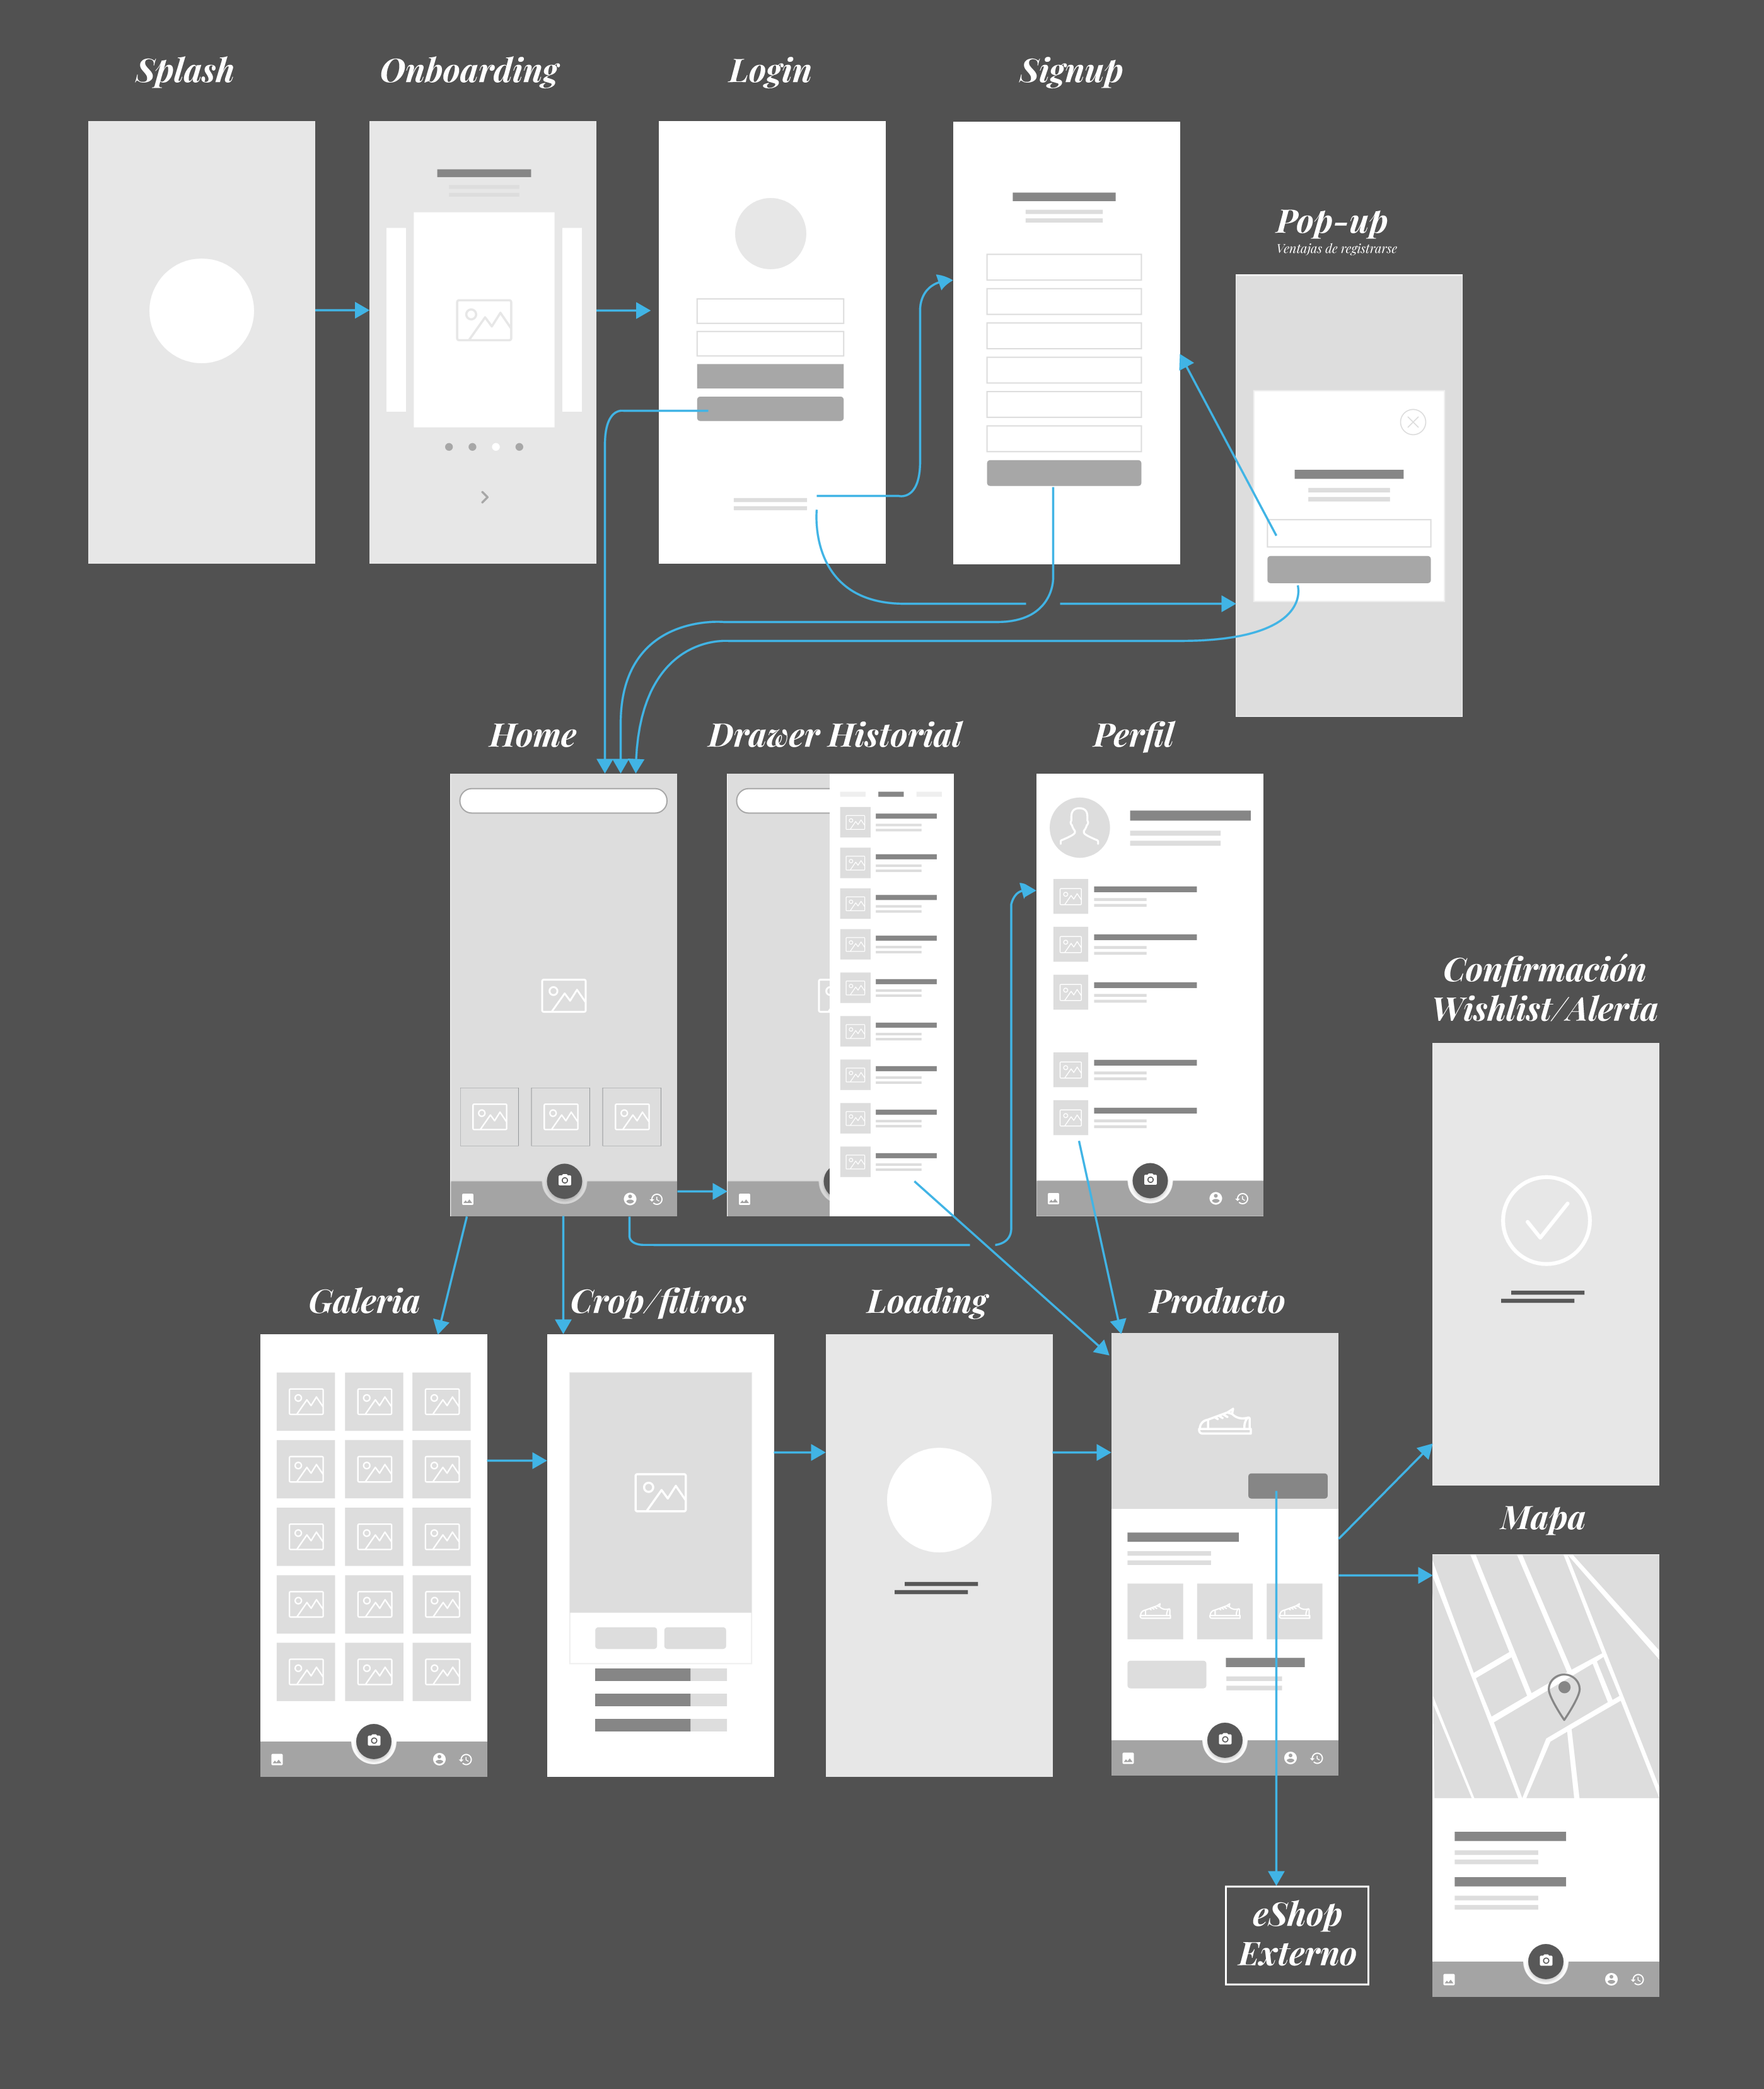 Splash
Onboarding
Login
Signup
Pop-up
Ventajas de registrarse
Home
Drawer Historial
Perfil
Confirmación
Wishlist/Alerta
Galeria
Crop/filtros
Loading
Producto
Mapa
eShop
Externo